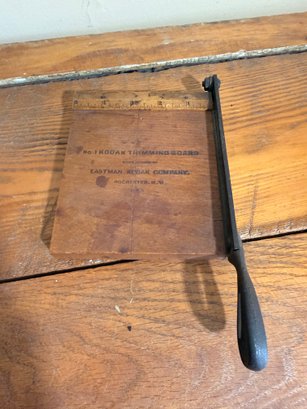 No. 1 KODAK TRIMMING BOARD
EASTMAN KODAK COMPANY,
ROCHESTER, N.Y.